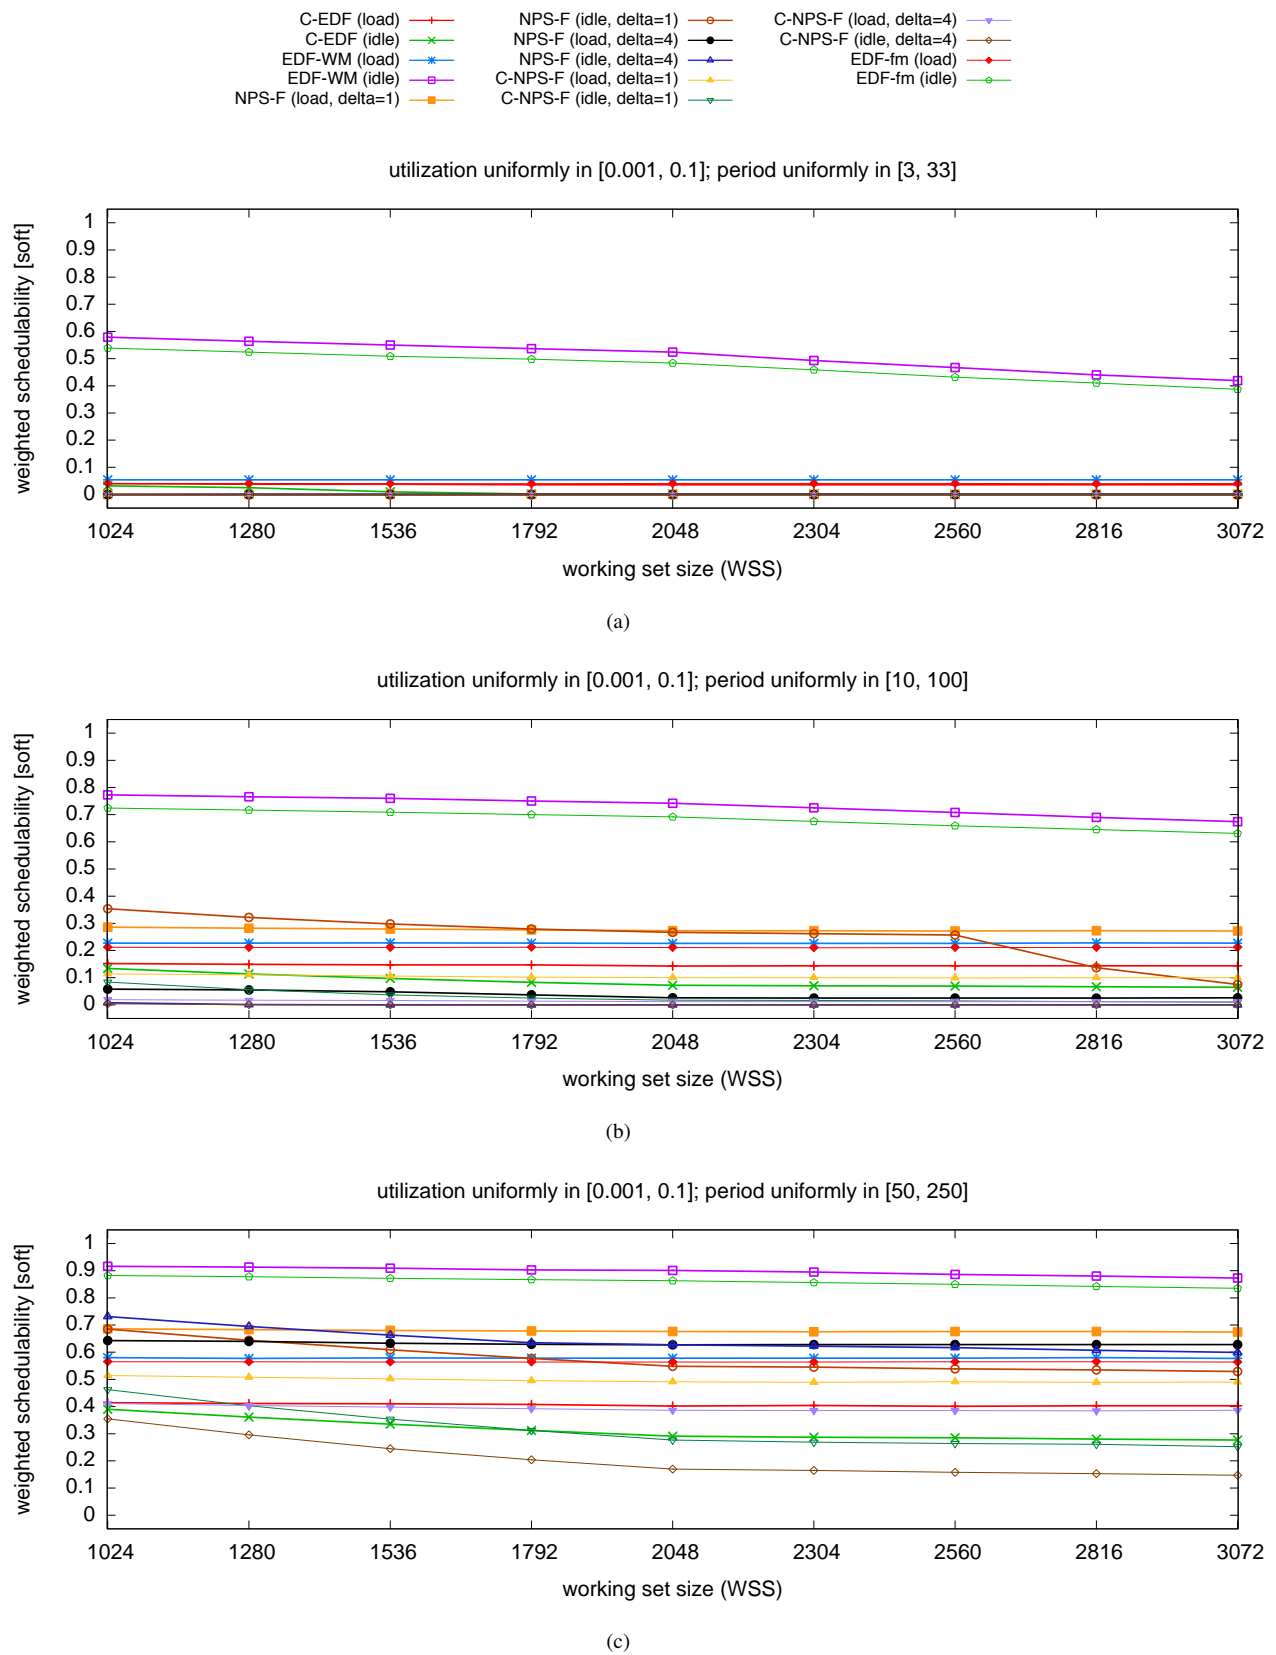 C-EDF (load)
C-EDF (idle)
EDF-WM (load)
EDF-WM (idle)
NPS-F (load, delta=1)
NPS-F (idle, delta=1)
NPS-F (load, delta=4)
NPS-F (idle, delta=4)
C-NPS-F (load, delta=1)
C-NPS-F (idle, delta=1)
C-NPS-F (load, delta=4)
C-NPS-F (idle, delta=4)
EDF-fm (load)
EDF-fm (idle)
utilization uniformly in [0.001, 0.1]; period uniformly in [3, 33]
weighted schedulability [soft]
1
0.9
0.8
0.7
0.6
0.5
0.4
0.3
0.2
0.1
0
1024 1280 1536 1792 2048 2304 2560 2816 3072
working set size (WSS)
(a)
utilization uniformly in [0.001, 0.1]; period uniformly in [10, 100]
weighted schedulability [soft]
1
0.9
0.8
0.7
0.6
0.5
0.4
0.3
0.2
0.1
0
1024 1280 1536 1792 2048 2304 2560 2816 3072
working set size (WSS)
(b)
utilization uniformly in [0.001, 0.1]; period uniformly in [50, 250]
weighted schedulability [soft]
1
0.9
0.8
0.7
0.6
0.5
0.4
0.3
0.2
0.1
0
1024 1280 1536 1792 2048 2304 2560 2816 3072
working set size (WSS)
(c)